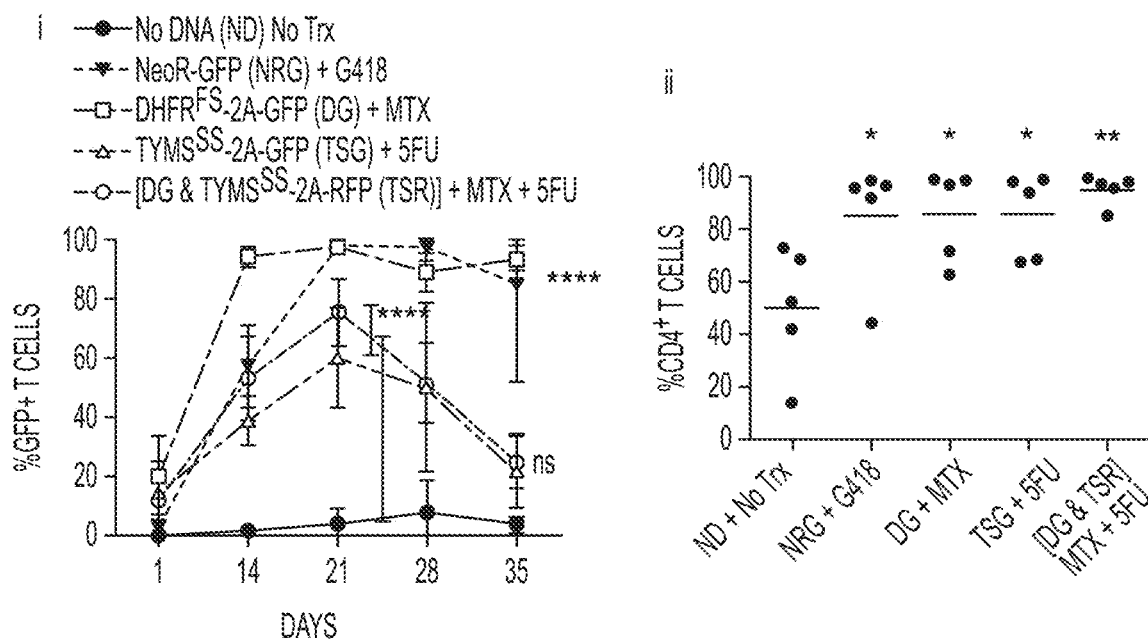 i
No DNA (ND) No Trx
NeoR-GFP (NRG) + G418
DHFR^FS-2A-GFP (DG) + MTX
TYMS^SS-2A-GFP (TSG) + 5FU
[DG & TYMS^SS-2A-RFP (TSR)] + MTX + 5FU
%GFP+ T CELLS
100
80
60
40
20
0
****
****
ns
1 14 21 28 35
DAYS
ii
* * * **
%CD4+ T CELLS
100
80
60
40
20
0
ND + No Trx
NRG + G418
DG + MTX
TSG + 5FU
[DG & TSR]
MTX + 5FU